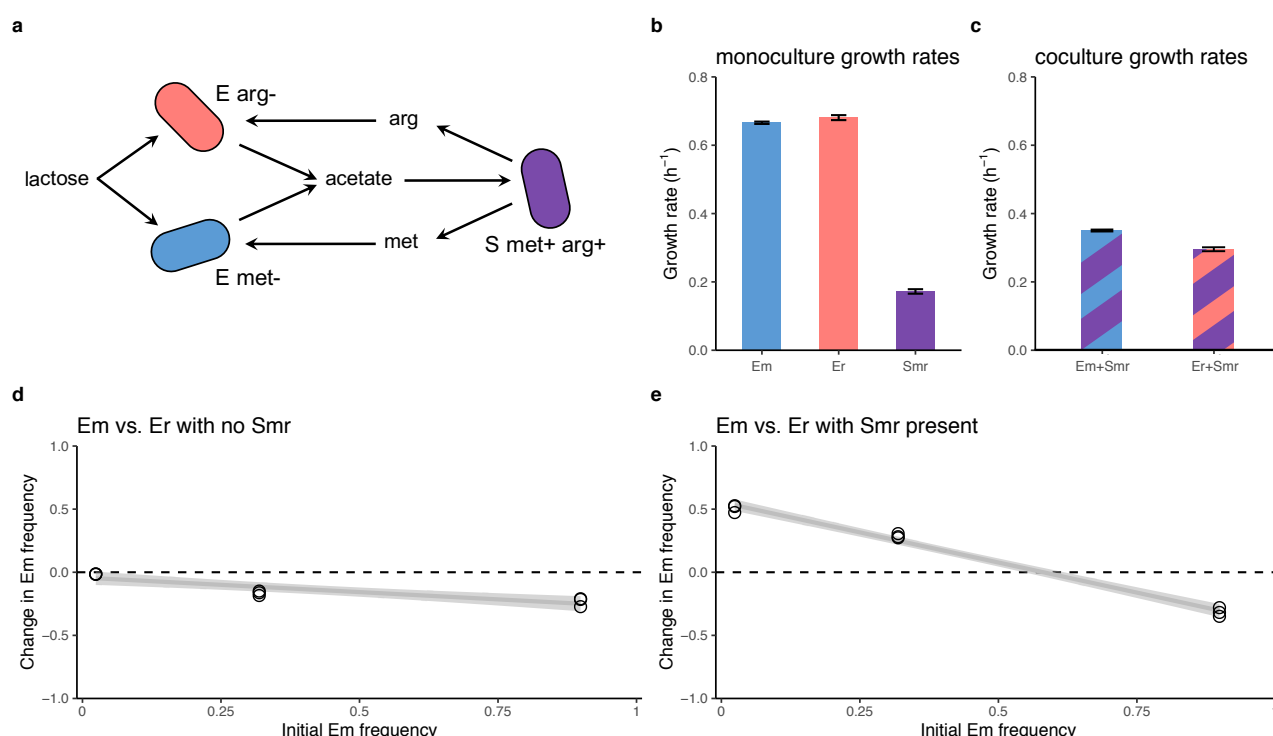 a
E arg-
arg
lactose
acetate
met
E met-
S met+ arg+
b
monoculture growth rates
Growth rate (h⁻¹)
0.8
0.6
0.4
0.2
0.0
Em Er Smr
c
coculture growth rates
Growth rate (h⁻¹)
0.8
0.6
0.4
0.2
0.0
Em+Smr Er+Smr
d
Em vs. Er with no Smr
Change in Em frequency
1.0
0.5
0.0
−0.5
−1.0
0 0.25 0.5 0.75 1
Initial Em frequency
e
Em vs. Er with Smr present
Change in Em frequency
1.0
0.5
0.0
−0.5
−1.0
0 0.25 0.5 0.75
Initial Em frequency